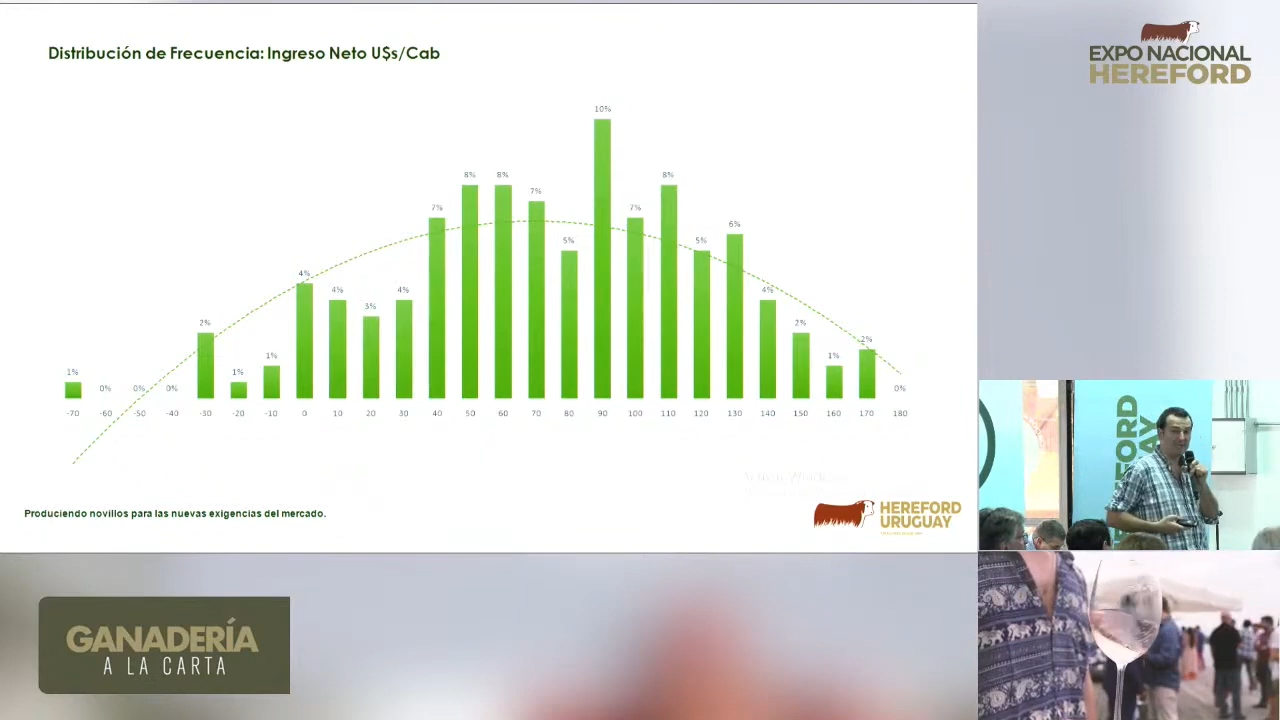 Distribución de Frecuencia: Ingreso Neto U$s/Cab
10%
8%
8%
8%
7%
7%
7%
6%
5%
5%
4%
4%
4%
4%
3%
2%
2%
2%
1%
1%
1%
1%
0%
0%
0%
0%
-70 -60 -50 -40 -30 -20 -10 0 10 20 30 40 50 60 70 80 90 100 110 120 130 140 150 160 170 180
Produciendo novillos para las nuevas exigencias del mercado.
HEREFORD
URUGUAY
EXPO NACIONAL
HEREFORD
FORD
GANADERÍA
A LA CARTA